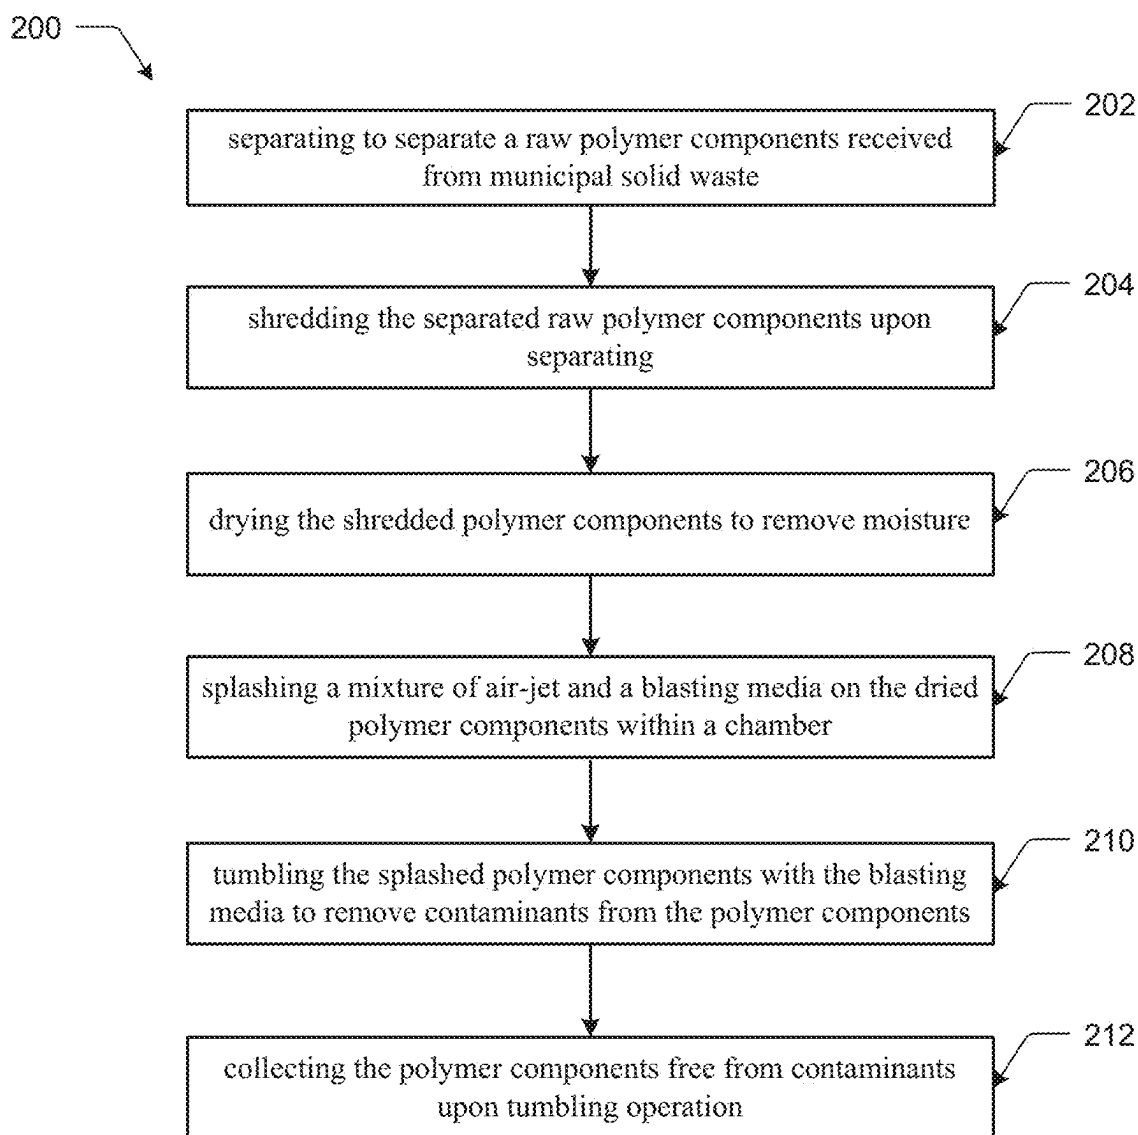 200
202
separating to separate a raw polymer components received
from municipal solid waste
204
shredding the separated raw polymer components upon
separating
206
drying the shredded polymer components to remove moisture
208
splashing a mixture of air-jet and a blasting media on the dried
polymer components within a chamber
210
tumbling the splashed polymer components with the blasting
media to remove contaminants from the polymer components
212
collecting the polymer components free from contaminants
upon tumbling operation